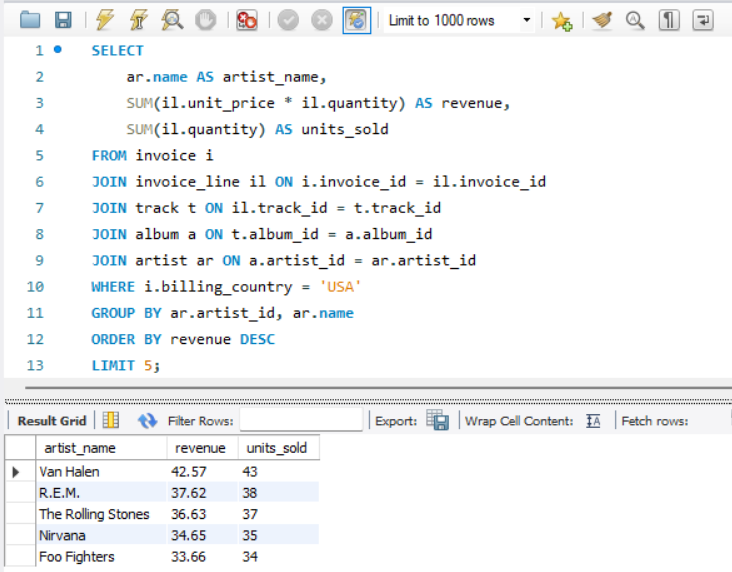 Limit to 1000 rows
1 SELECT
2 ar.name AS artist_name,
3 SUM(il.unit_price * il.quantity) AS revenue,
4 SUM(il.quantity) AS units_sold
5 FROM invoice i
6 JOIN invoice_line il ON i.invoice_id = il.invoice_id
7 JOIN track t ON il.track_id = t.track_id
8 JOIN album a ON t.album_id = a.album_id
9 JOIN artist ar ON a.artist_id = ar.artist_id
10 WHERE i.billing_country = 'USA'
11 GROUP BY ar.artist_id, ar.name
12 ORDER BY revenue DESC
13 LIMIT 5;
Result Grid Filter Rows: Export: Wrap Cell Content: IA Fetch rows:
artist_name revenue units_sold
Van Halen 42.57 43
R.E.M. 37.62 38
The Rolling Stones 36.63 37
Nirvana 34.65 35
Foo Fighters 33.66 34